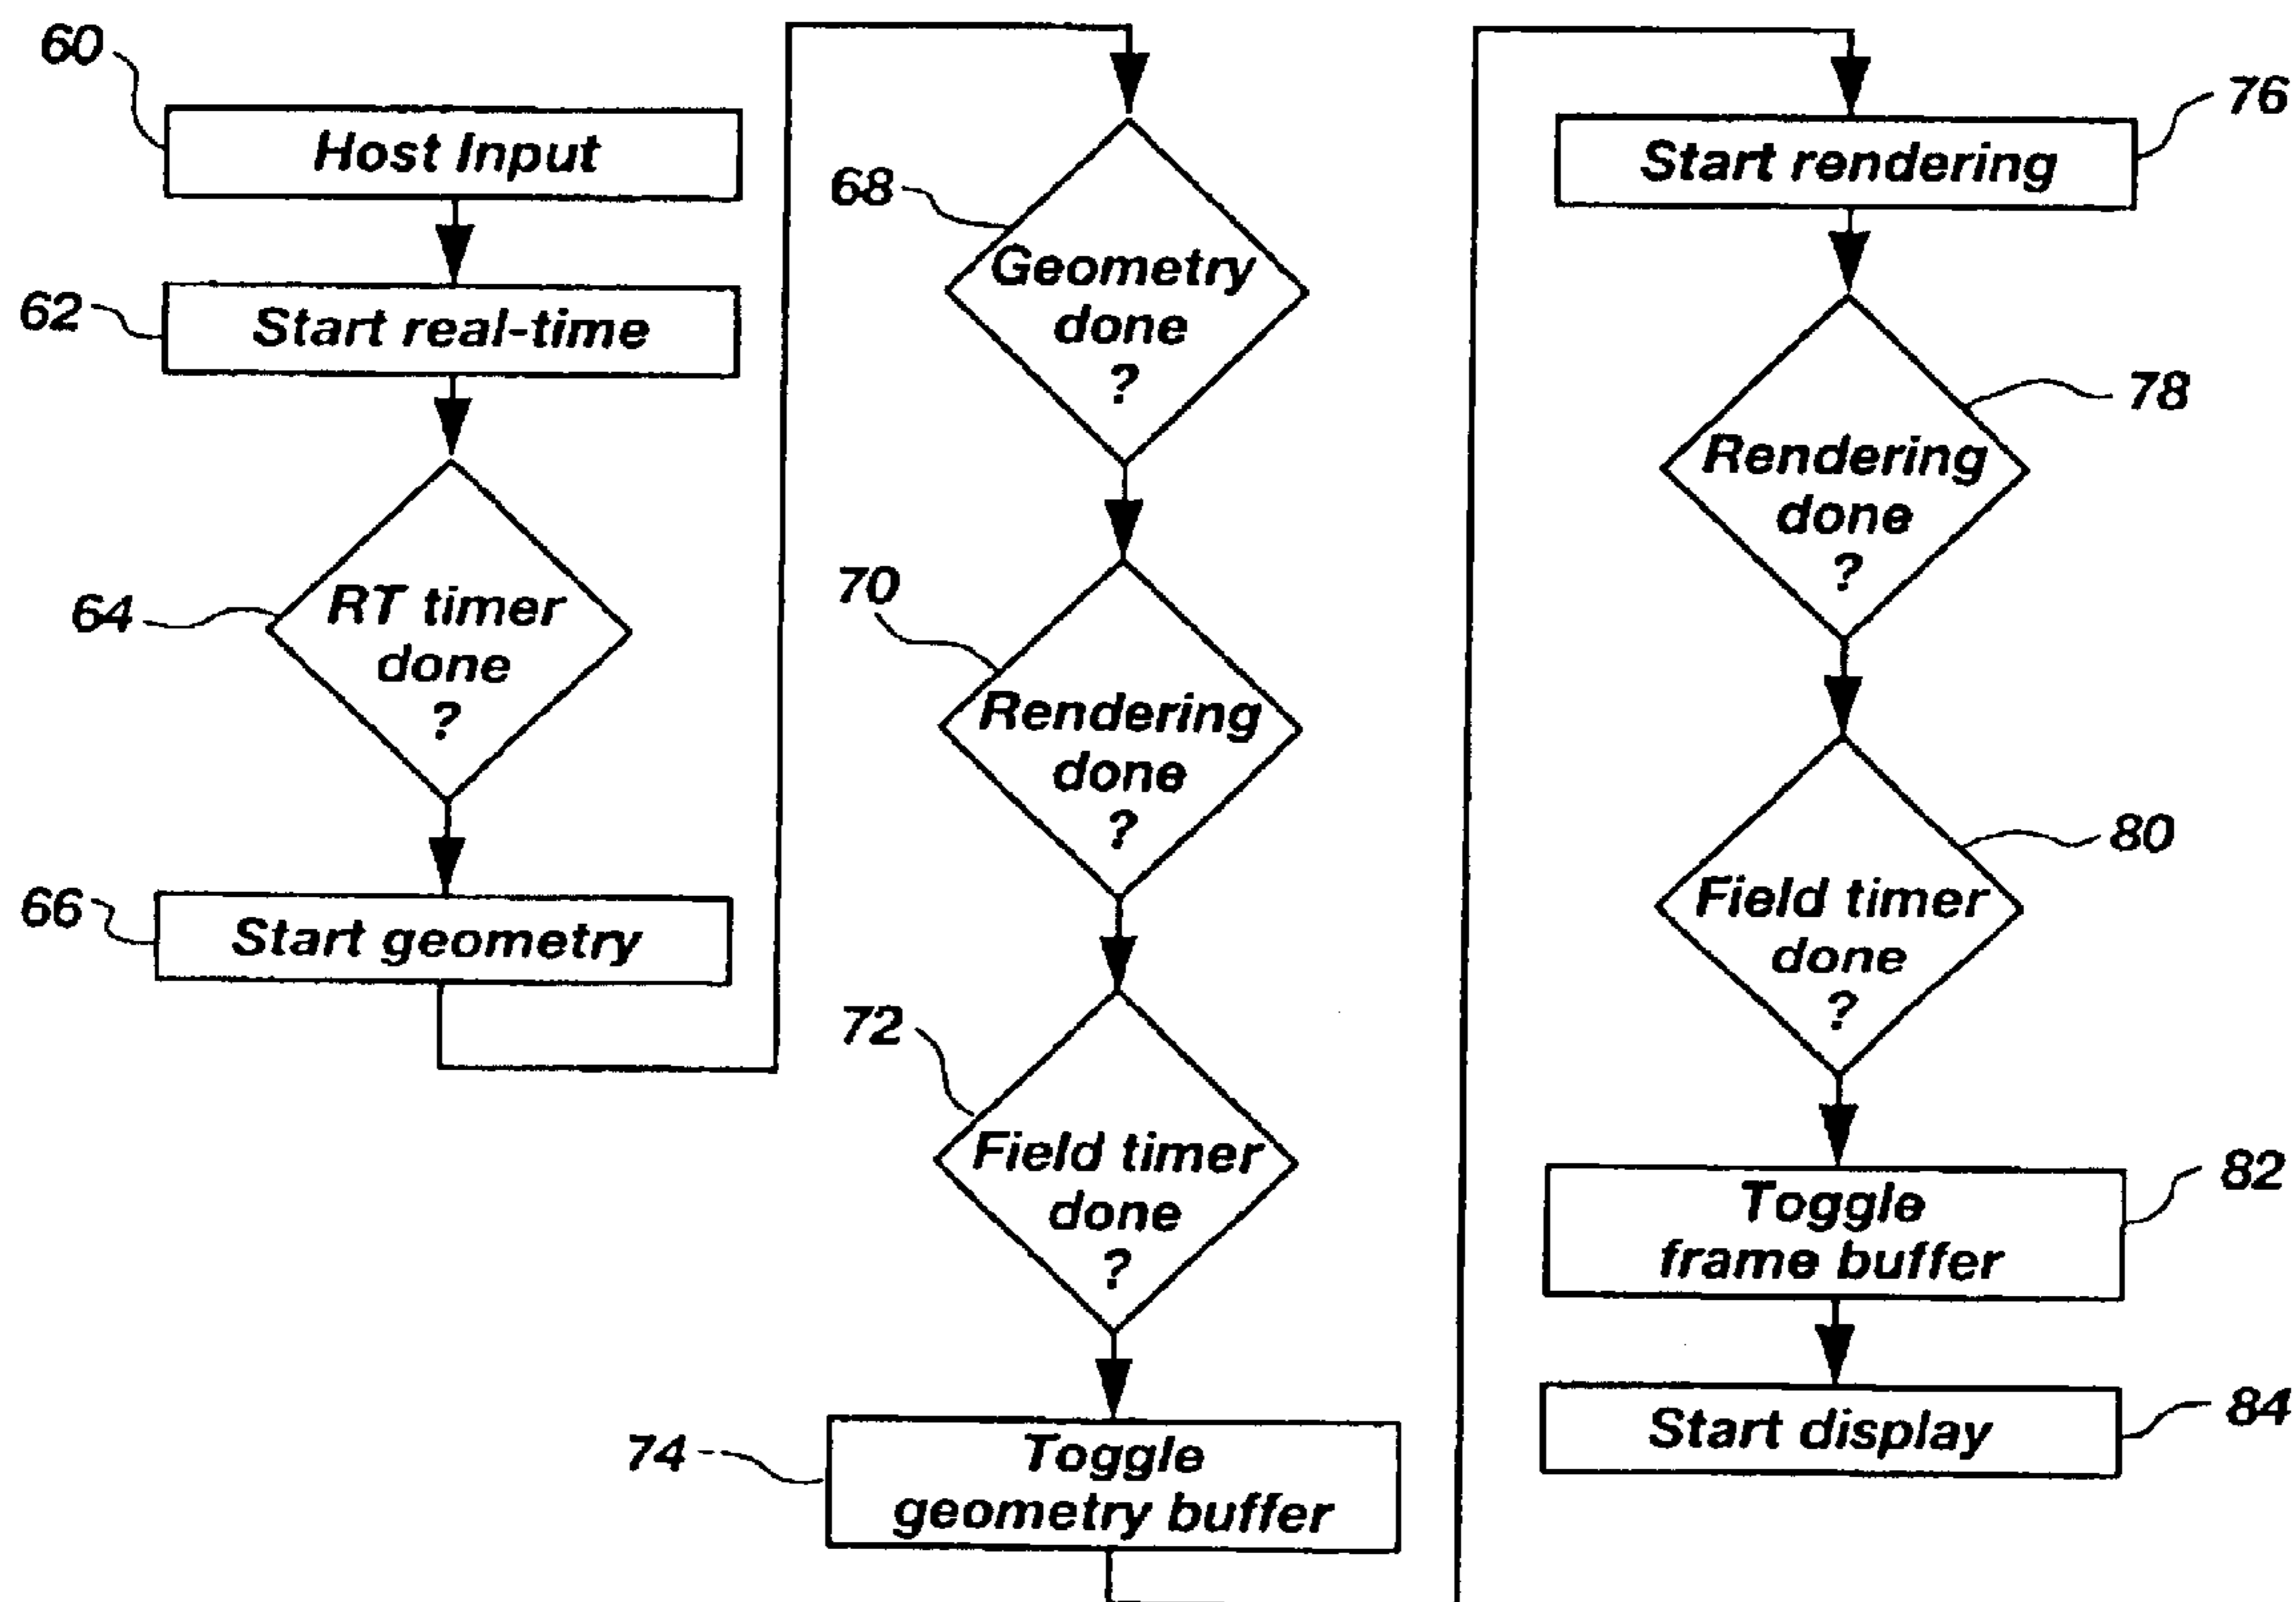 60
Host Input
62
Start real-time
64
RT timer
done
?
66
Start geometry
68
Geometry
done
?
70
Rendering
done
?
72
Field timer
done
?
74
Toggle
geometry buffer
76
Start rendering
78
Rendering
done
?
80
Field timer
done
?
82
Toggle
frame buffer
84
Start display